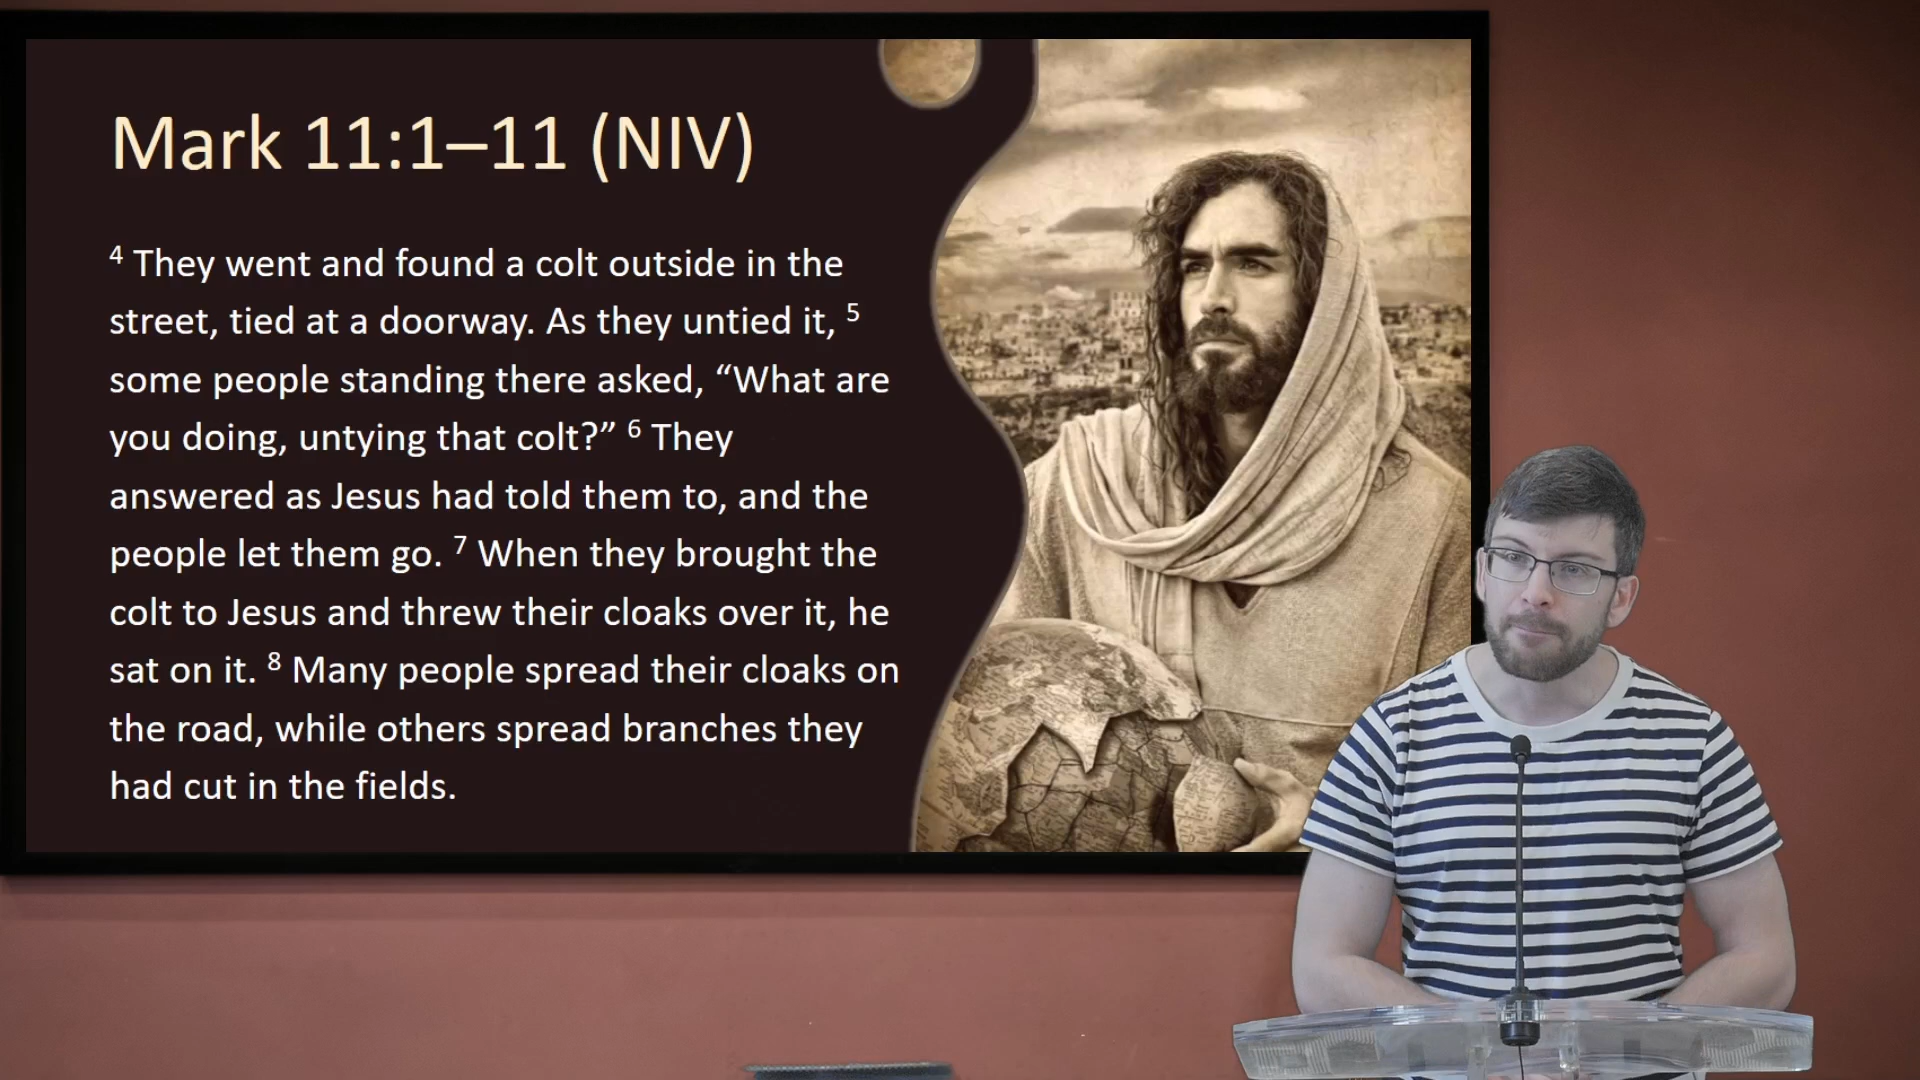 Mark 11:1–11 (NIV)
⁴ They went and found a colt outside in the
street, tied at a doorway. As they untied it, ⁵
some people standing there asked, “What are
you doing, untying that colt?” ⁶ They
answered as Jesus had told them to, and the
people let them go. ⁷ When they brought the
colt to Jesus and threw their cloaks over it, he
sat on it. ⁸ Many people spread their cloaks on
the road, while others spread branches they
had cut in the fields.